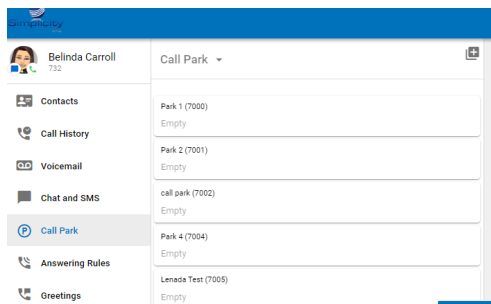 Simplicity
Belinda Carroll
732
Contacts
Call History
Voicemail
Chat and SMS
P
Call Park
Answering Rules
Greetings
Call Park
Park 1 (7000)
Empty
Park 2 (7001)
Empty
call park (7002)
Empty
Park 4 (7004)
Empty
Lenada Test (7005)
Empty